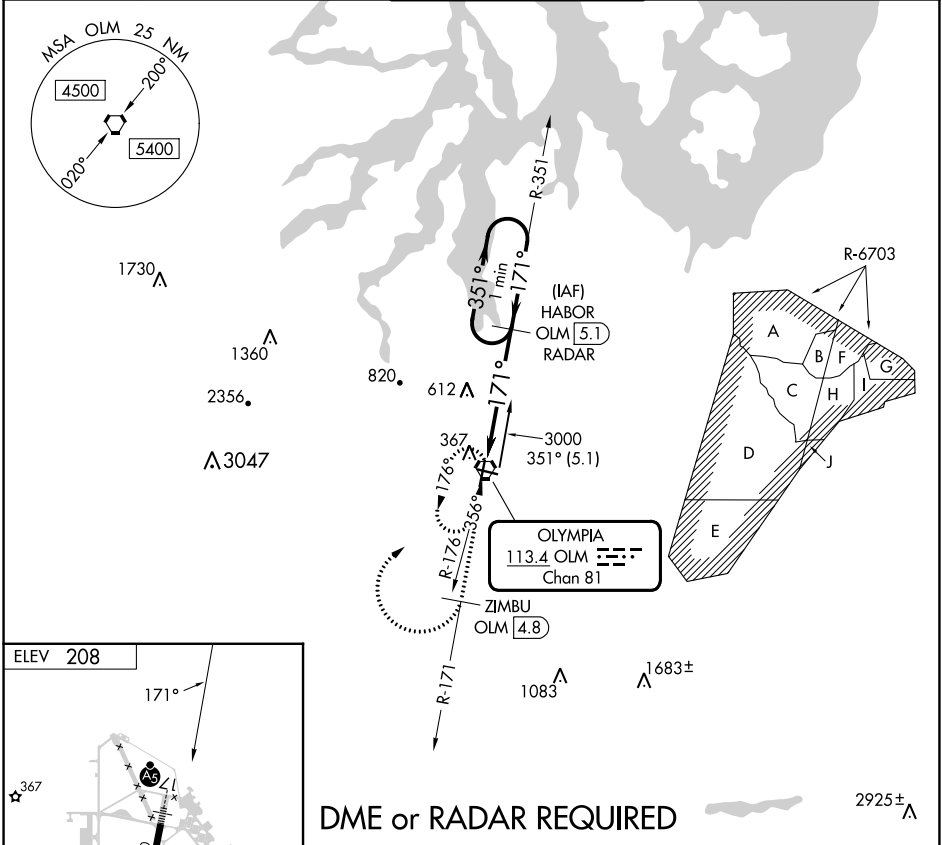 MSA OLM 25 NM
4500
200°
5400
020°
R-351
1730
351°
1 min
171°
(IAF)
HABOR
OLM 5.1
RADAR
R-6703
A
B
F
G
C
H
I
J
D
E
1360
820
612
2356
171°
3047
367
3000
351° (5.1)
176°
356°
R-176
OLYMPIA
113.4 OLM
Chan 81
ZIMBU
OLM 4.8
R-171
1083
1683±
ELEV 208
171°
A5
17
367
DME or RADAR REQUIRED
2925±